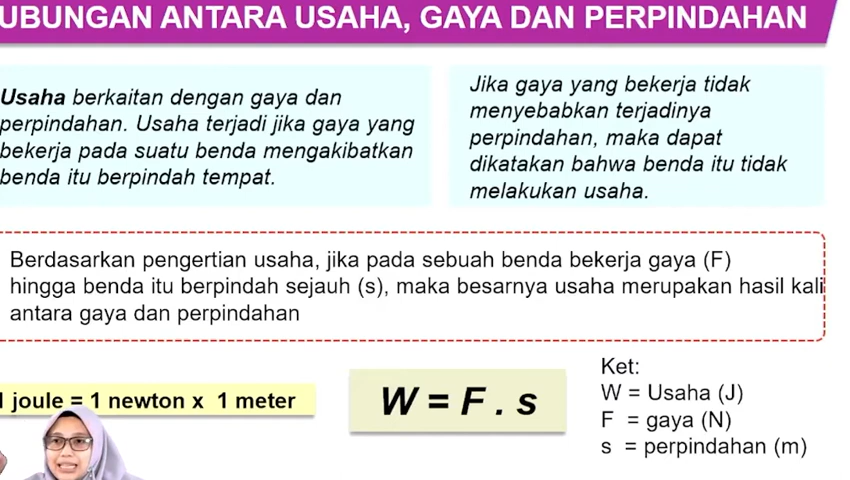 UBUNGAN ANTARA USAHA, GAYA DAN PERPINDAHAN
Usaha berkaitan dengan gaya dan
perpindahan. Usaha terjadi jika gaya yang
bekerja pada suatu benda mengakibatkan
benda itu berpindah tempat.
Jika gaya yang bekerja tidak
menyebabkan terjadinya
perpindahan, maka dapat
dikatakan bahwa benda itu tidak
melakukan usaha.
Berdasarkan pengertian usaha, jika pada sebuah benda bekerja gaya (F)
hingga benda itu berpindah sejauh (s), maka besarnya usaha merupakan hasil kali
antara gaya dan perpindahan
1 joule = 1 newton x 1 meter
W = F . s
Ket:
W = Usaha (J)
F = gaya (N)
s = perpindahan (m)